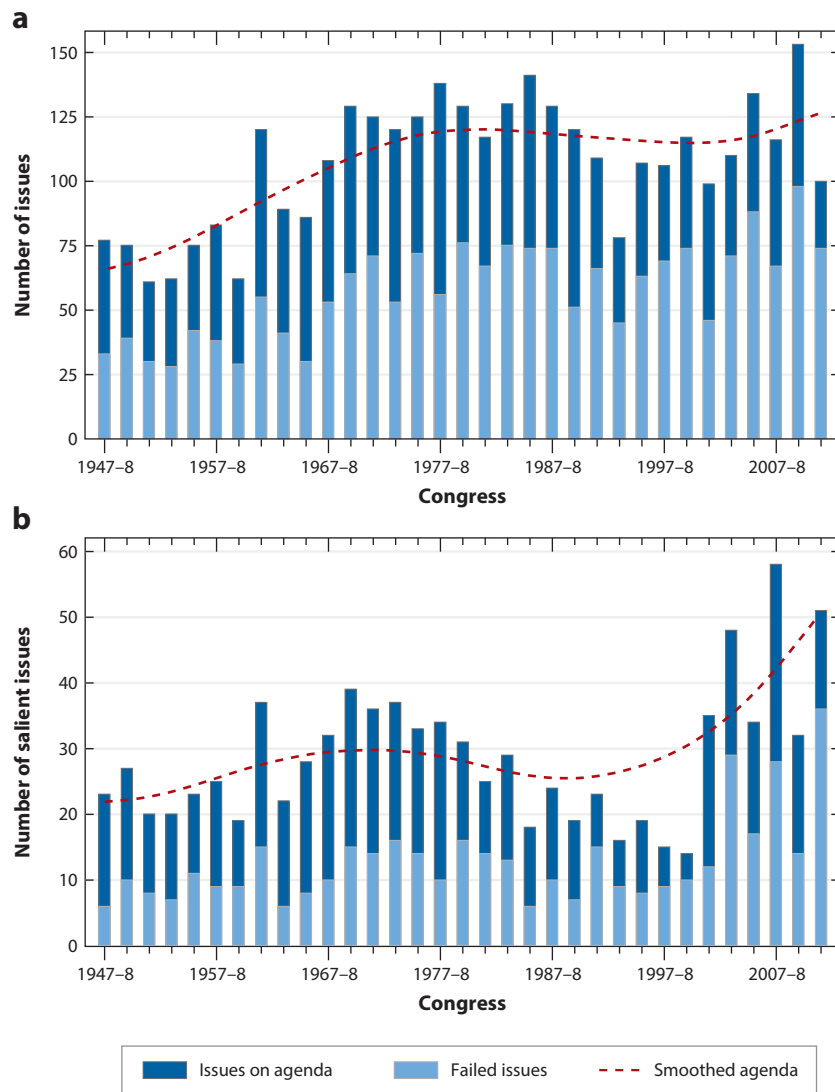 a
150
125
100
75
50
25
0
Number of issues
1947–8 1957–8 1967–8 1977–8 1987–8 1997–8 2007–8
Congress
b
60
50
40
30
20
10
0
Number of salient issues
1947–8 1957–8 1967–8 1977–8 1987–8 1997–8 2007–8
Congress
Issues on agenda Failed issues Smoothed agenda